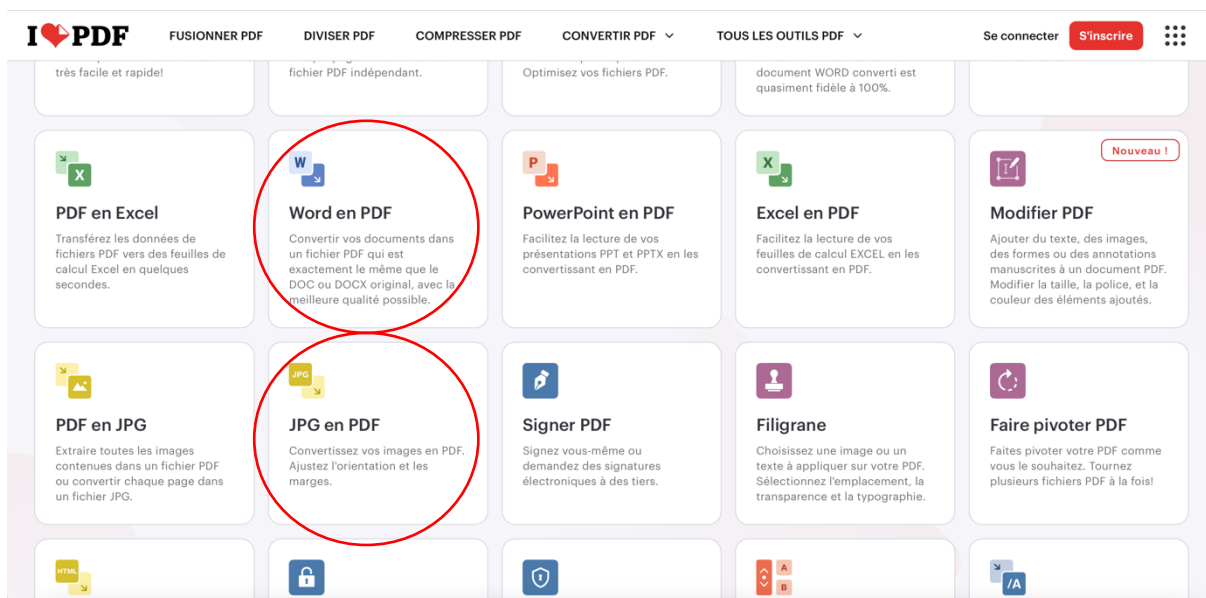 I PDF
FUSIONNER PDF
DIVISER PDF
COMPRESSER PDF
CONVERTIR PDF
TOUS LES OUTILS PDF
Se connecter
S'inscrire
très facile et rapide!
fichier PDF indépendant.
Optimisez vos fichiers PDF.
document WORD converti est
quasiment fidèle à 100%.
X
PDF en Excel
Transférez les données de
fichiers PDF vers des feuilles de
calcul Excel en quelques
secondes.
W
Word en PDF
Convertir vos documents dans
un fichier PDF qui est
exactement le même que le
DOC ou DOCX original, avec la
meilleure qualité possible.
P
PowerPoint en PDF
Facilitez la lecture de vos
présentations PPT et PPTX en les
convertissant en PDF.
X
Excel en PDF
Facilitez la lecture de vos
feuilles de calcul EXCEL en les
convertissant en PDF.
Nouveau !
Modifier PDF
Ajouter du texte, des images,
des formes ou des annotations
manuscrites à un document PDF.
Modifier la taille, la police, et la
couleur des éléments ajoutés.
PDF en JPG
Extraire toutes les images
contenues dans un fichier PDF
ou convertir chaque page dans
un fichier JPG.
JPG
JPG en PDF
Convertissez vos images en PDF.
Ajustez l'orientation et les
marges.
Signer PDF
Signez vous-même ou
demandez des signatures
électroniques à des tiers.
Filigrane
Choisissez une image ou un
texte à appliquer sur votre PDF.
Sélectionnez l'emplacement, la
transparence et la typographie.
Faire pivoter PDF
Faites pivoter votre PDF comme
vous le souhaitez. Tournez
plusieurs fichiers PDF à la fois!
HTML
A
B
/A